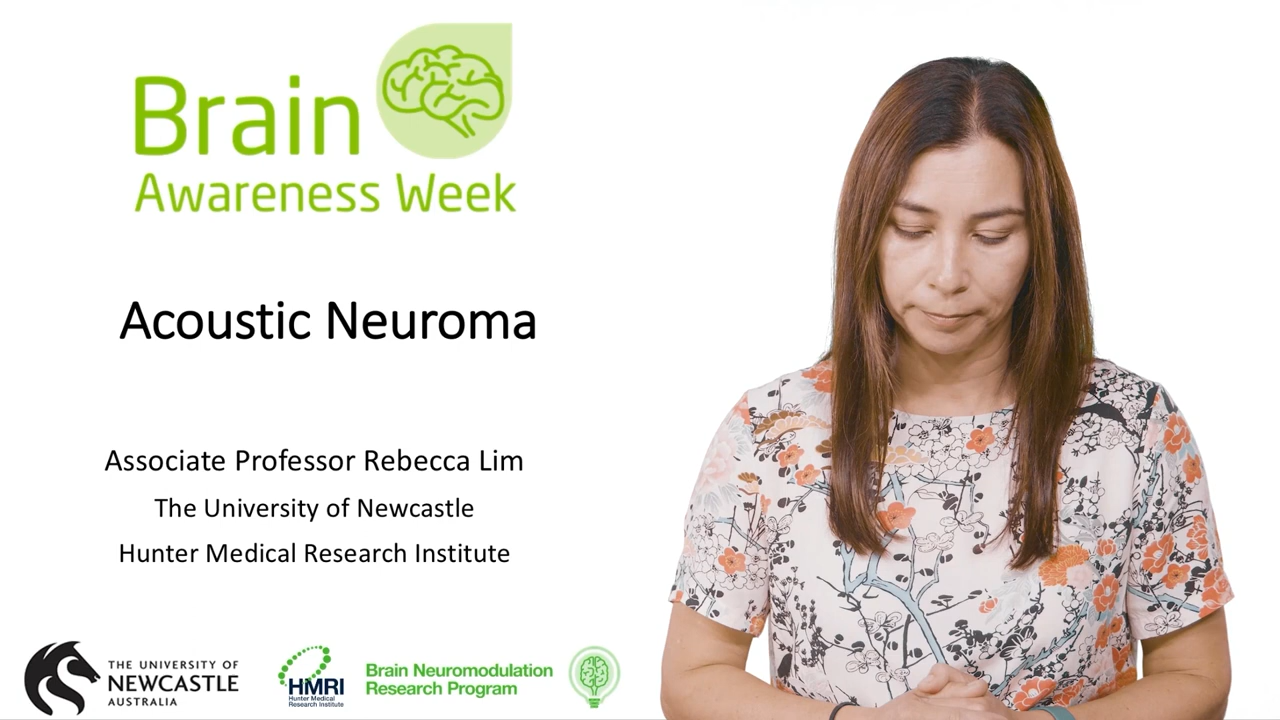 Brain
Awareness Week
Acoustic Neuroma
Associate Professor Rebecca Lim
The University of Newcastle
Hunter Medical Research Institute
THE UNIVERSITY OF
NEWCASTLE
AUSTRALIA
HMRI
Hunter Medical
Research Institute
Brain Neuromodulation
Research Program